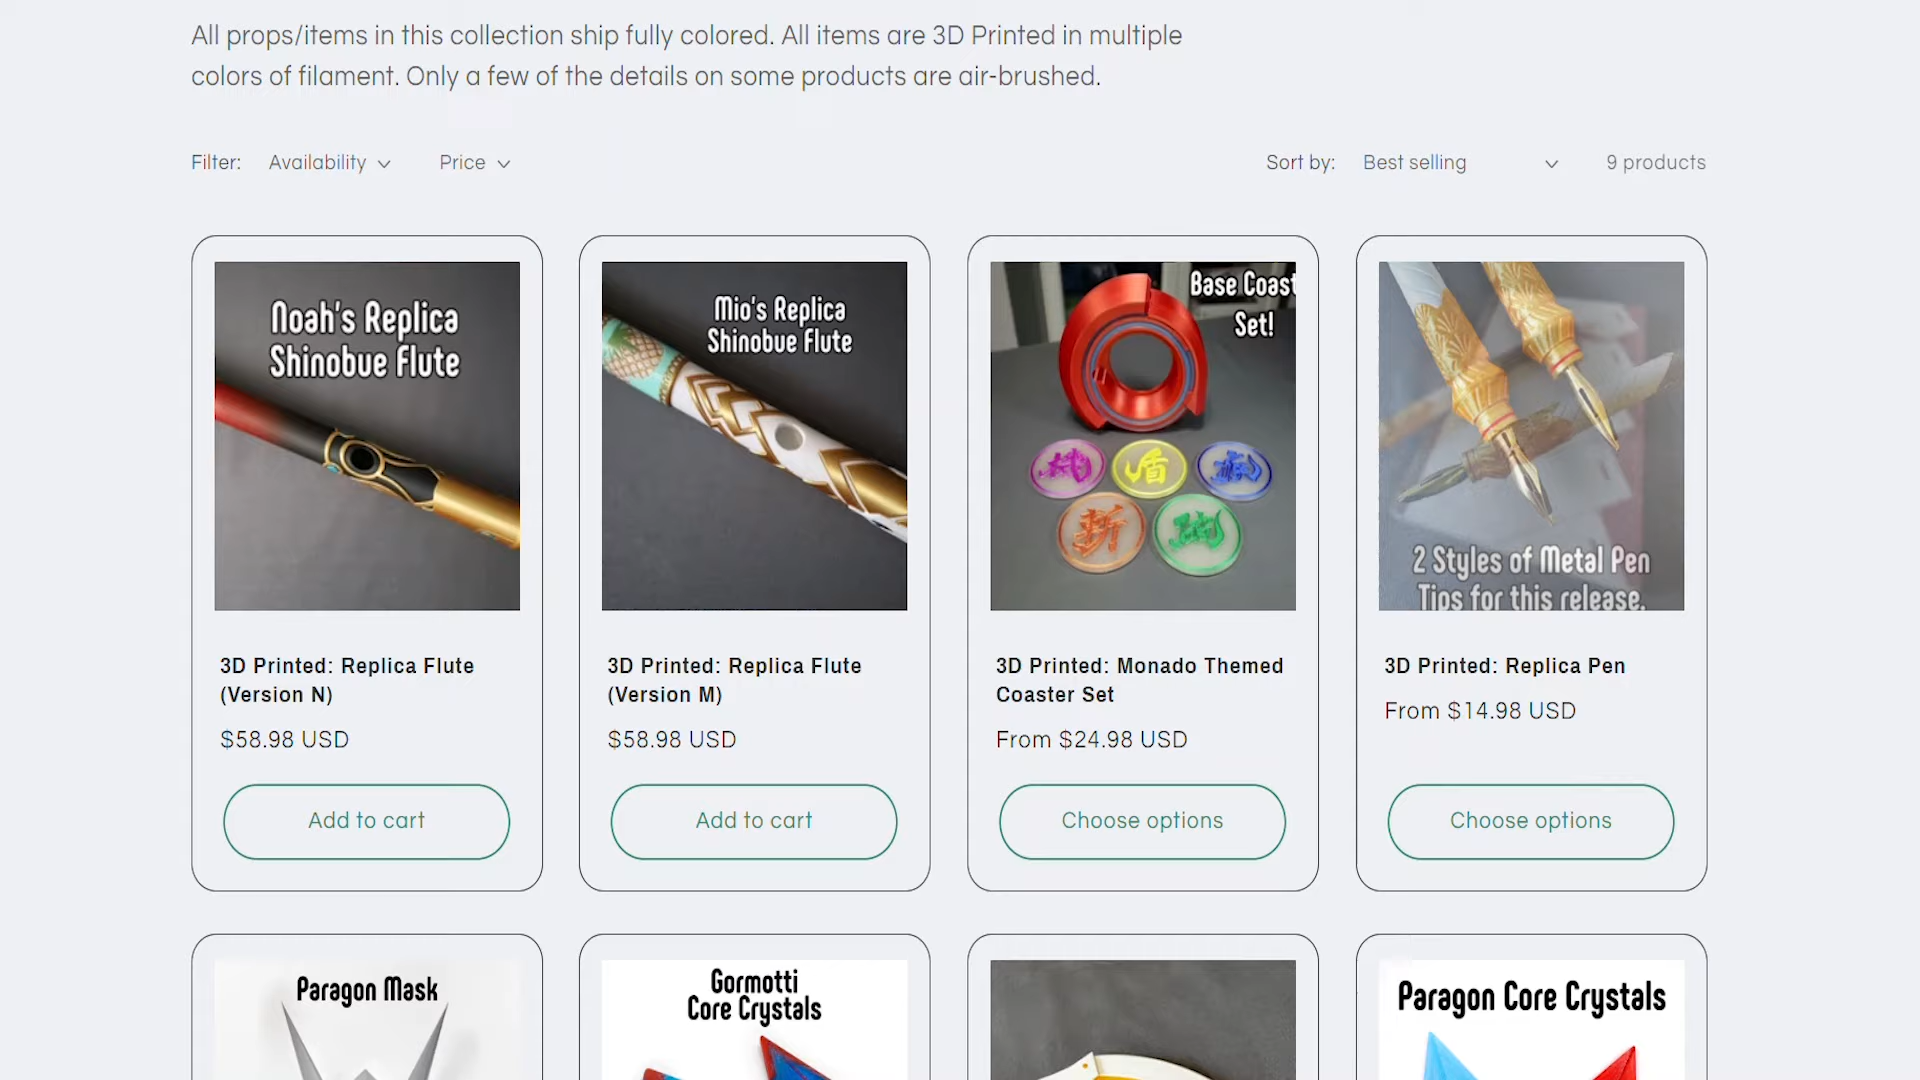 All props/items in this collection ship fully colored. All items are 3D Printed in multiple
colors of filament. Only a few of the details on some products are air-brushed.
Filter: Availability Price Sort by: Best selling 9 products
Noah's Replica
Shinobue Flute
Mio's Replica
Shinobue Flute
Base Coast
Set!
盾
折
2 Styles of Metal Pen
Tips for this release.
3D Printed: Replica Flute
(Version N)
$58.98 USD
Add to cart
3D Printed: Replica Flute
(Version M)
$58.98 USD
Add to cart
3D Printed: Monado Themed
Coaster Set
From $24.98 USD
Choose options
3D Printed: Replica Pen
From $14.98 USD
Choose options
Paragon Mask
Gormotti
Core Crystals
Paragon Core Crystals